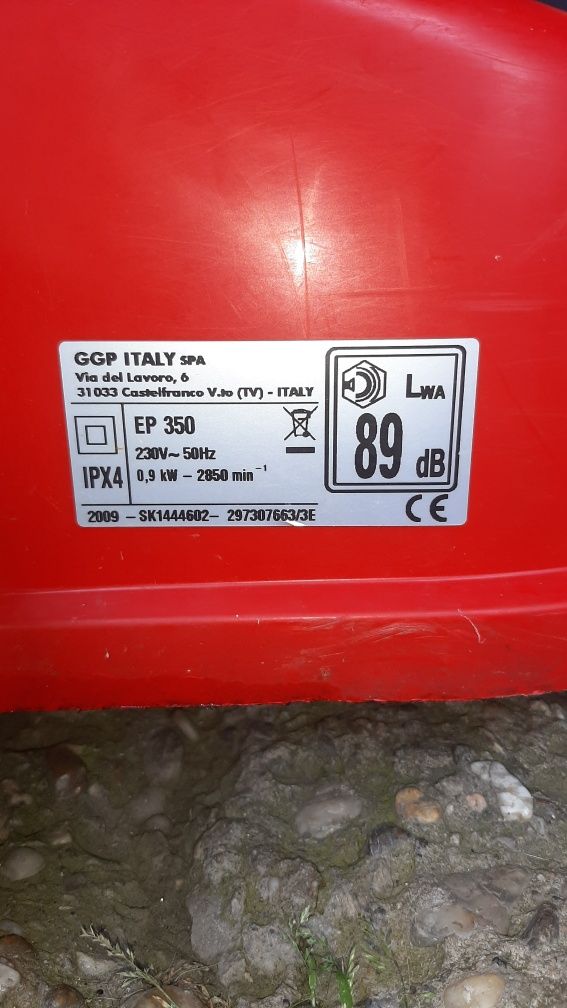 GGP ITALY SPA
Via del Lavoro, 6
31033 Castelfranco V.to (TV) - ITALY
EP 350
230V~ 50Hz
IPX4
0,9 kW - 2850 min⁻¹
LWA
89 dB
2009 - SK1444602- 297307663/3E
CE